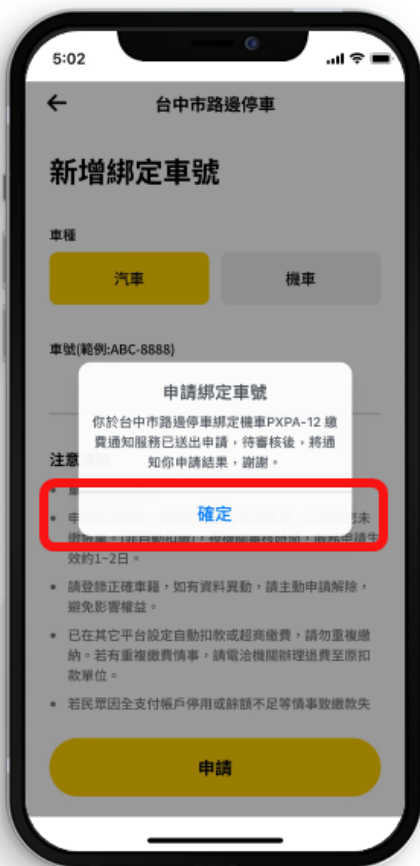 5:02
台中市路邊停車
新增綁定車號
車種
汽車
機車
車號(範例:ABC-8888)
申請綁定車號
你於台中市路邊停車綁定機車PXPA-12 繳
費通知服務已送出申請，待審核後，將通
知你申請結果，謝謝。
注意
確定
效約1~2日。
請登錄正確車籍，如有資料異動，請主動申請解除，
避免影響權益。
已在其它平台設定自動扣款或超商繳費，請勿重複繳
納。若有重複繳費情事，請電洽機關辦理退費至原扣
款單位。
若民眾因全支付帳戶停用或餘額不足等情事致繳款失
申請